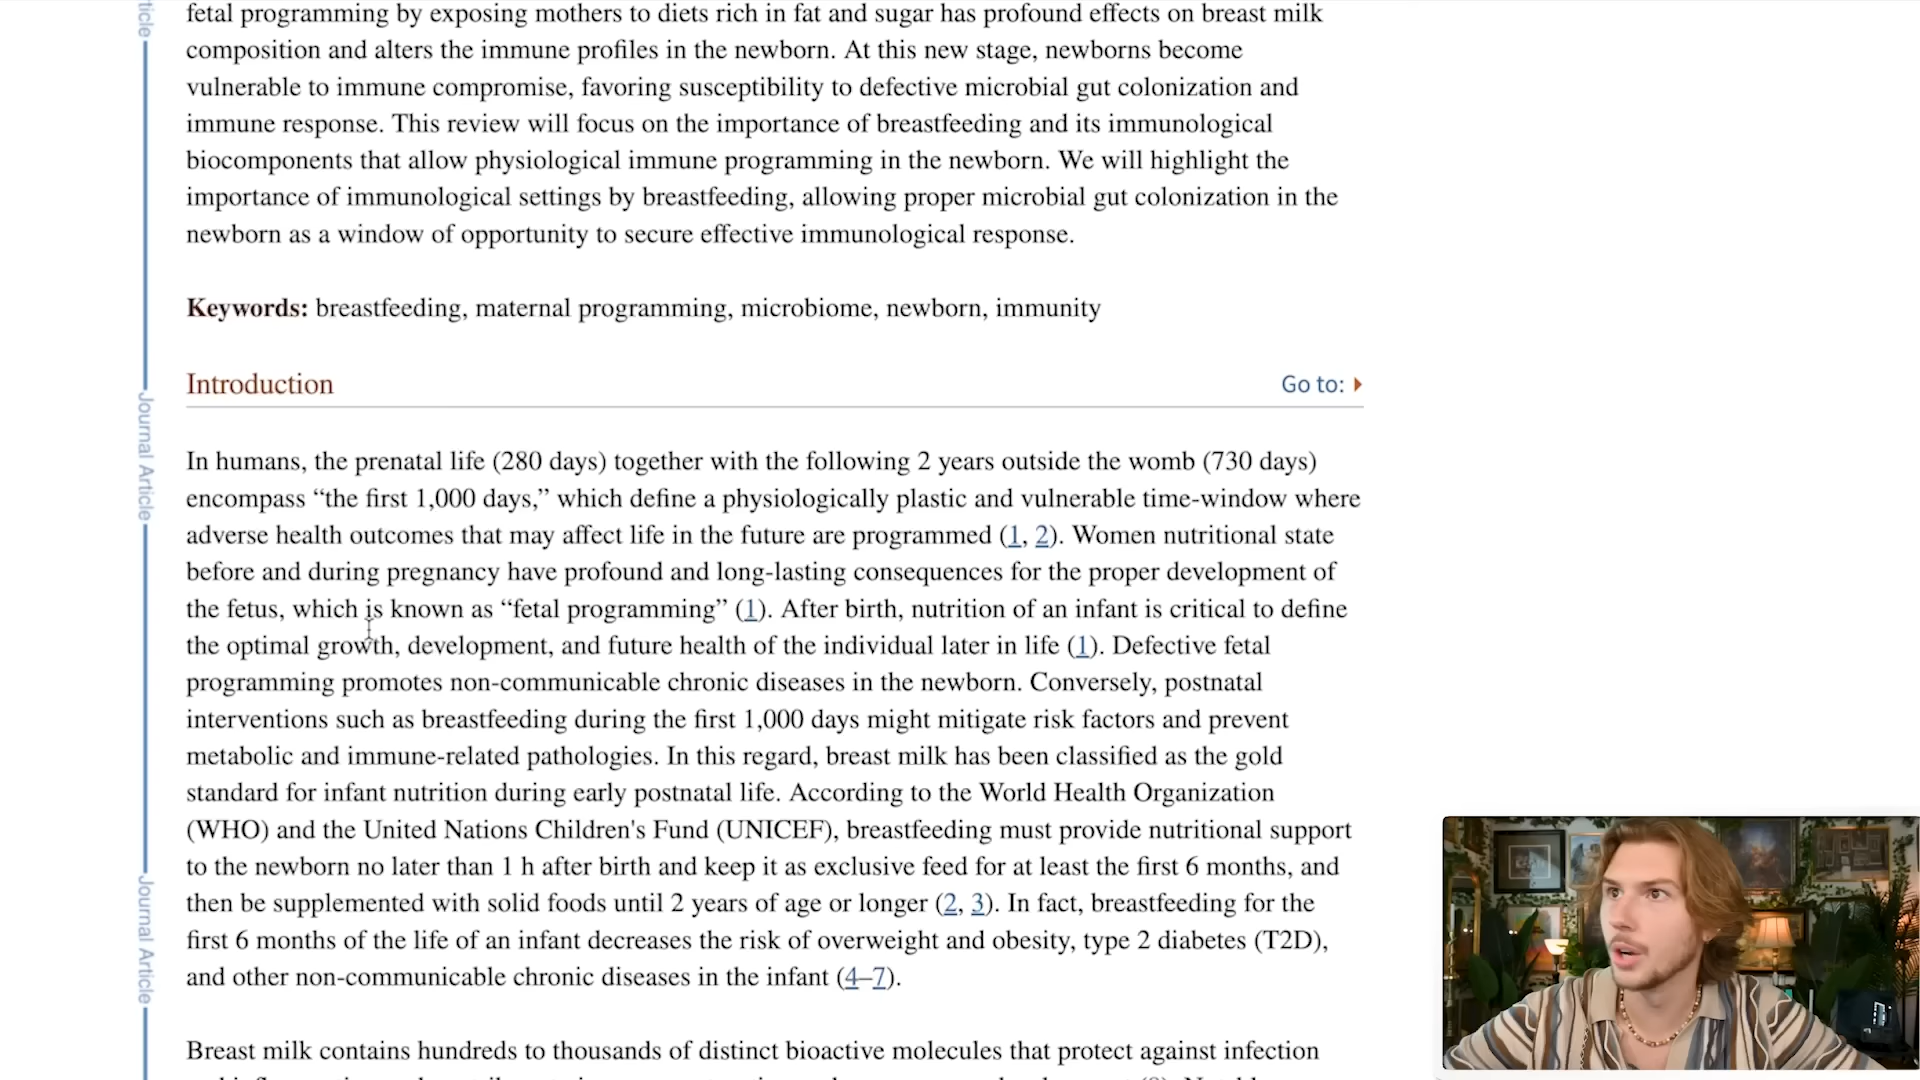 fetal programming by exposing mothers to diets rich in fat and sugar has profound effects on breast milk
composition and alters the immune profiles in the newborn. At this new stage, newborns become
vulnerable to immune compromise, favoring susceptibility to defective microbial gut colonization and
immune response. This review will focus on the importance of breastfeeding and its immunological
biocomponents that allow physiological immune programming in the newborn. We will highlight the
importance of immunological settings by breastfeeding, allowing proper microbial gut colonization in the
newborn as a window of opportunity to secure effective immunological response.
Keywords: breastfeeding, maternal programming, microbiome, newborn, immunity
Introduction
Go to:
In humans, the prenatal life (280 days) together with the following 2 years outside the womb (730 days)
encompass “the first 1,000 days,” which define a physiologically plastic and vulnerable time-window where
adverse health outcomes that may affect life in the future are programmed (1, 2). Women nutritional state
before and during pregnancy have profound and long-lasting consequences for the proper development of
the fetus, which is known as “fetal programming” (1). After birth, nutrition of an infant is critical to define
the optimal growth, development, and future health of the individual later in life (1). Defective fetal
programming promotes non-communicable chronic diseases in the newborn. Conversely, postnatal
interventions such as breastfeeding during the first 1,000 days might mitigate risk factors and prevent
metabolic and immune-related pathologies. In this regard, breast milk has been classified as the gold
standard for infant nutrition during early postnatal life. According to the World Health Organization
(WHO) and the United Nations Children's Fund (UNICEF), breastfeeding must provide nutritional support
to the newborn no later than 1 h after birth and keep it as exclusive feed for at least the first 6 months, and
then be supplemented with solid foods until 2 years of age or longer (2, 3). In fact, breastfeeding for the
first 6 months of the life of an infant decreases the risk of overweight and obesity, type 2 diabetes (T2D),
and other non-communicable chronic diseases in the infant (4–7).
Breast milk contains hundreds to thousands of distinct bioactive molecules that protect against infection
ticle
Journal Article
Journal Article